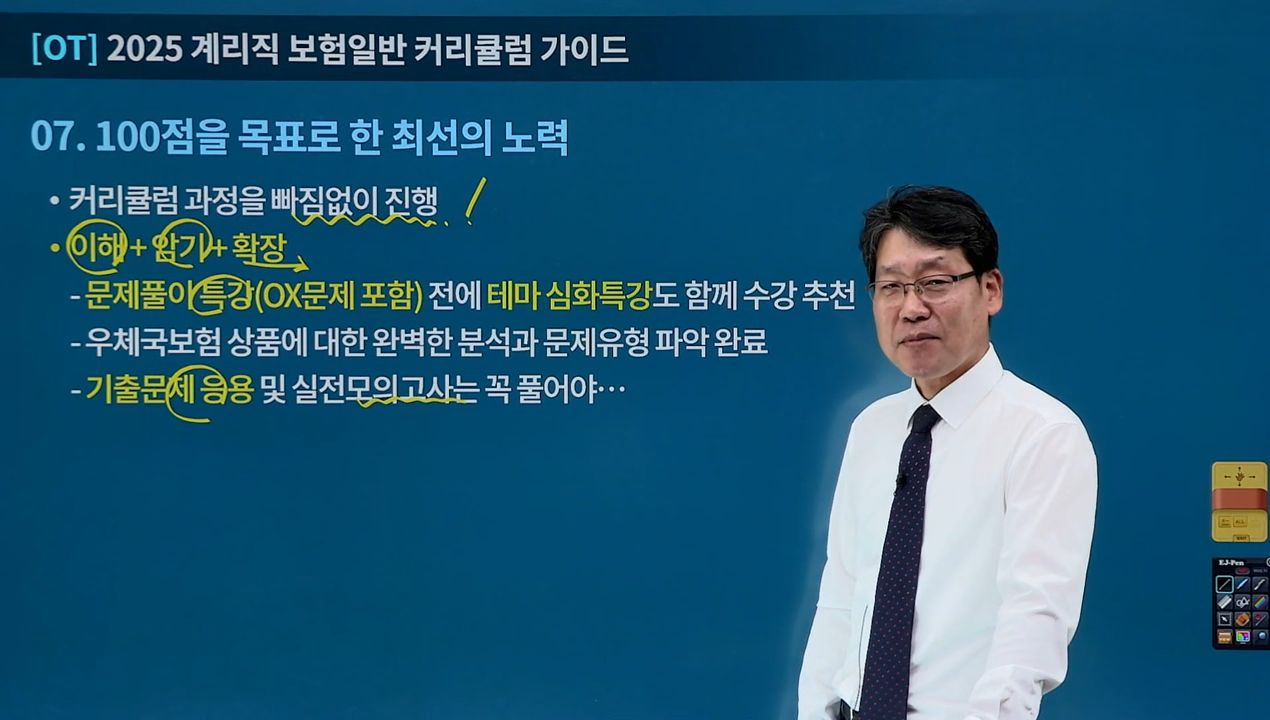 [OT] 2025 계리직 보험일반 커리큘럼 가이드
07. 100점을 목표로 한 최선의 노력
• 커리큘럼 과정을 빠짐없이 진행
• 이해 + 암기 + 확장
- 문제풀이 특강(OX문제 포함) 전에 테마 심화특강도 함께 수강 추천
- 우체국보험 상품에 대한 완벽한 분석과 문제유형 파악 완료
- 기출문제 응용 및 실전모의고사는 꼭 풀어야…
EJ-Pen